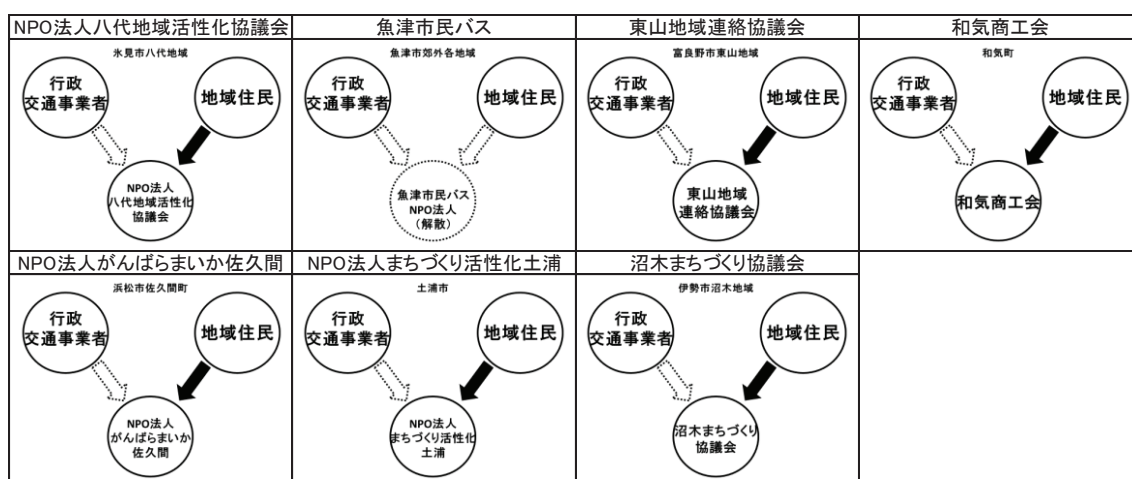 NPO法人八代地域活性化協議会
氷見市八代地域
行政
交通事業者
地域住民
NPO法人
八代地域活性化
協議会
魚津市民バス
魚津市郊外各地域
行政
交通事業者
地域住民
魚津市民バス
NPO法人
(解散)
東山地域連絡協議会
富良野市東山地域
行政
交通事業者
地域住民
東山地域
連絡協議会
和気商工会
和気町
行政
交通事業者
地域住民
和気商工会
NPO法人がんばらまいか佐久間
浜松市佐久間町
行政
交通事業者
地域住民
NPO法人
がんばらまいか
佐久間
NPO法人まちづくり活性化土浦
土浦市
行政
交通事業者
地域住民
NPO法人
まちづくり活性化
土浦
沼木まちづくり協議会
伊勢市沼木地域
行政
交通事業者
地域住民
沼木まちづくり
協議会